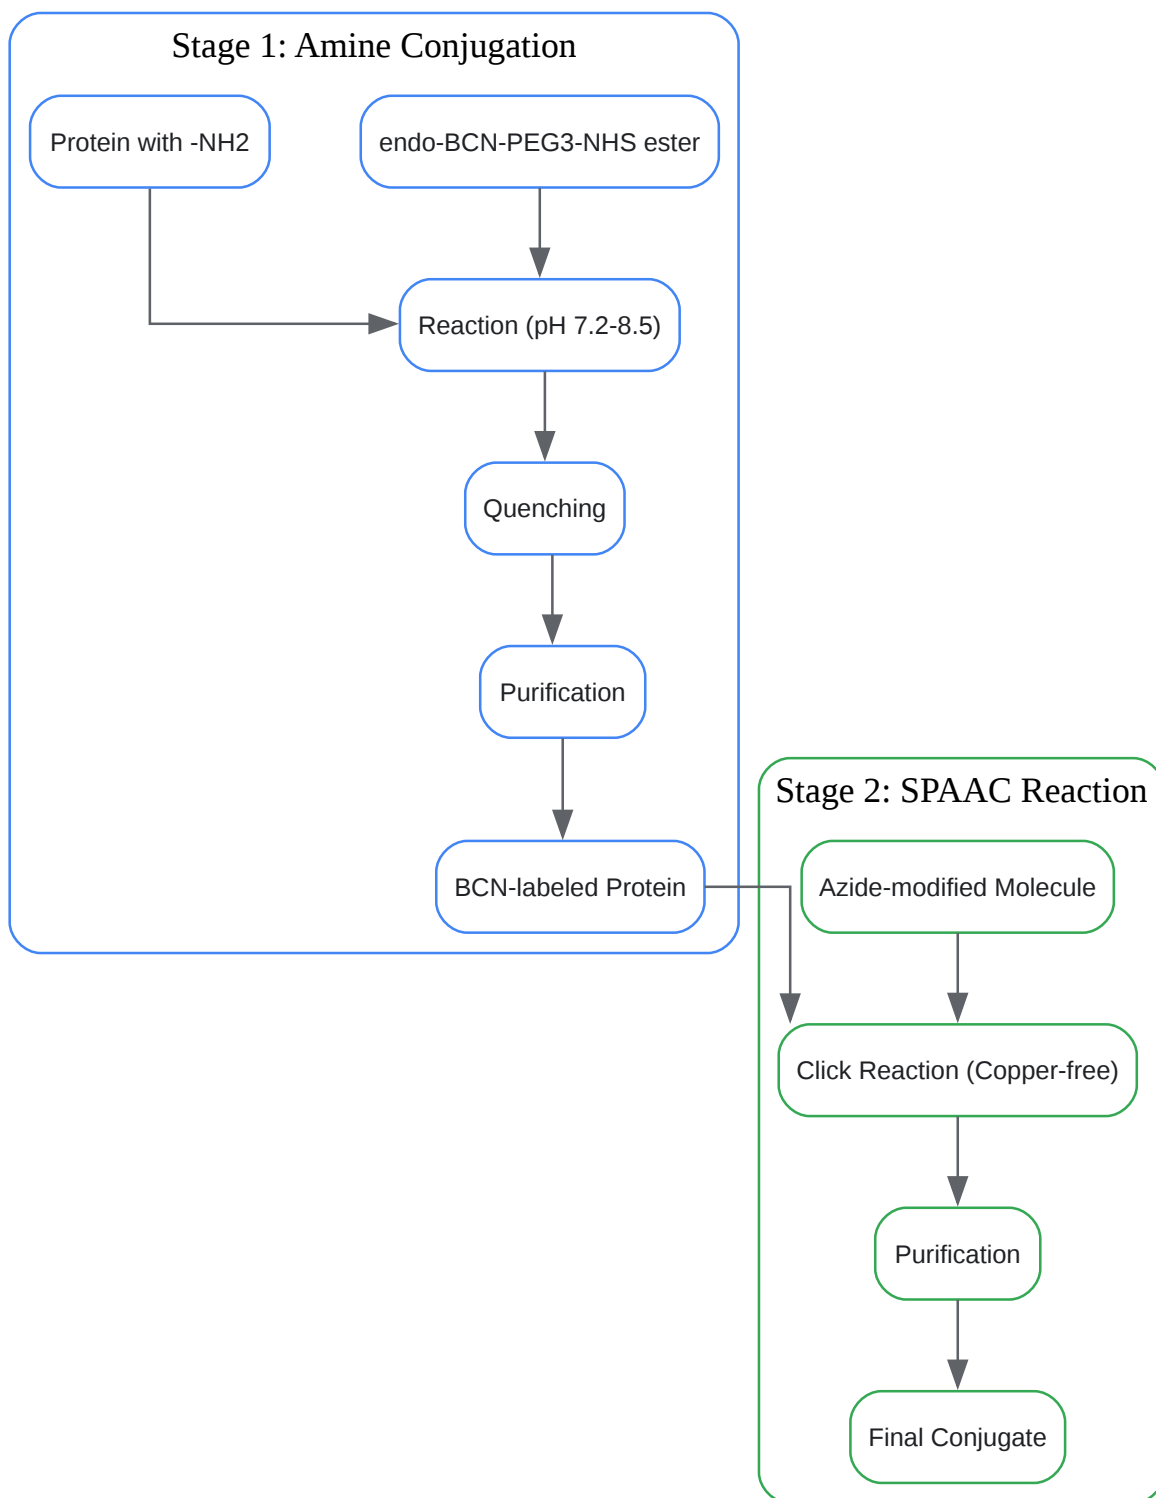 Stage 1: Amine Conjugation
Protein with -NH2
endo-BCN-PEG3-NHS ester
Reaction (pH 7.2-8.5)
Quenching
Purification
BCN-labeled Protein
Stage 2: SPAAC Reaction
Azide-modified Molecule
Click Reaction (Copper-free)
Purification
Final Conjugate